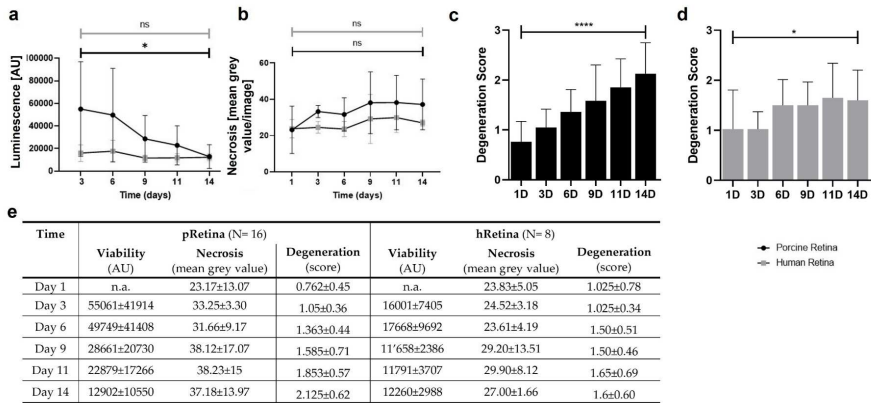 a
ns
*
Luminescence [AU]
100000
80000
60000
40000
20000
0
3 6 9 11 14
Time (days)
b
ns
ns
Necrosis [mean grey value/image]
60
40
20
0
1 3 6 9 11 14
Time (days)
c
****
Degeneration Score
3
2
1
0
1D 3D 6D 9D 11D 14D
d
*
Degeneration Score
3
2
1
0
1D 3D 6D 9D 11D 14D
Porcine Retina
Human Retina
e
Time pRetina (N= 16) hRetina (N= 8)
Viability (AU) Necrosis (mean grey value) Degeneration (score) Viability (AU) Necrosis (mean grey value) Degeneration (score)
Day 1 n.a. 23.17±13.07 0.762±0.45 n.a. 23.83±5.05 1.025±0.78
Day 3 55061±41914 33.25±3.30 1.05±0.36 16001±7405 24.52±3.18 1.025±0.34
Day 6 49749±41408 31.66±9.17 1.363±0.44 17668±9692 23.61±4.19 1.50±0.51
Day 9 28661±20730 38.12±17.07 1.585±0.71 11'658±2386 29.20±13.51 1.50±0.46
Day 11 22879±17266 38.23±15 1.853±0.57 11791±3707 29.90±8.12 1.65±0.69
Day 14 12902±10550 37.18±13.97 2.125±0.62 12260±2988 27.00±1.66 1.6±0.60